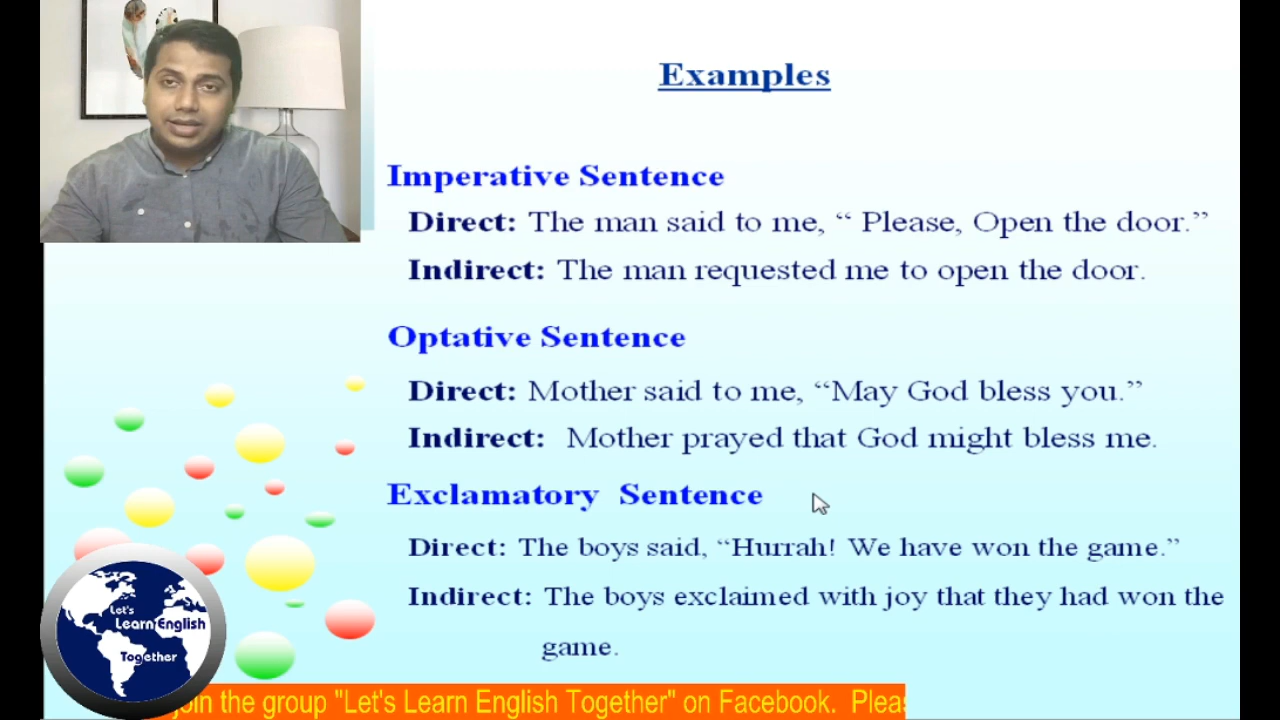 Examples
Imperative Sentence
Direct: The man said to me, “ Please, Open the door.”
Indirect: The man requested me to open the door.
Optative Sentence
Direct: Mother said to me, “May God bless you.”
Indirect: Mother prayed that God might bless me.
Exclamatory Sentence
Direct: The boys said, “Hurrah! We have won the game.”
Indirect: The boys exclaimed with joy that they had won the
game.
Let's
Learn English
Together
join the group "Let's Learn English Together" on Facebook.